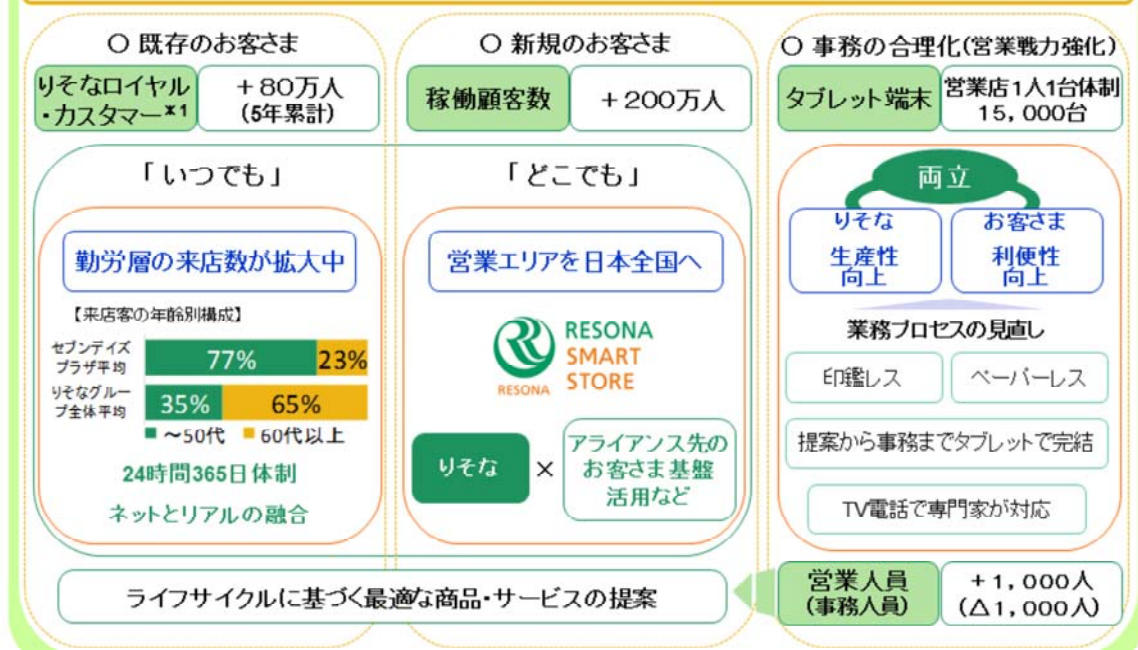 ○ 既存のお客さま
りそなロイヤル
・カスタマー*1
+80万人
(5年累計)
○ 新規のお客さま
稼働顧客数
+200万人
○ 事務の合理化(営業戦力強化)
タブレット端末
営業店1人1台体制
15,000台
「いつでも」
勤労層の来店数が拡大中
【来店客の年齢別構成】
セブンデイズ
プラザ平均
77%
23%
りそなグルー
プ全体平均
35%
65%
■～50代 ■60代以上
24時間365日体制
ネットとリアルの融合
「どこでも」
営業エリアを日本全国へ
RESONA
RESONA
SMART
STORE
りそな
×
アライアンス先の
お客さま基盤
活用など
両立
りそな
生産性
向上
お客さま
利便性
向上
業務プロセスの見直し
印鑑レス
ペーパーレス
提案から事務までタブレットで完結
TV電話で専門家が対応
ライフサイクルに基づく最適な商品・サービスの提案
営業人員
(事務人員)
+1,000人
(△1,000人)